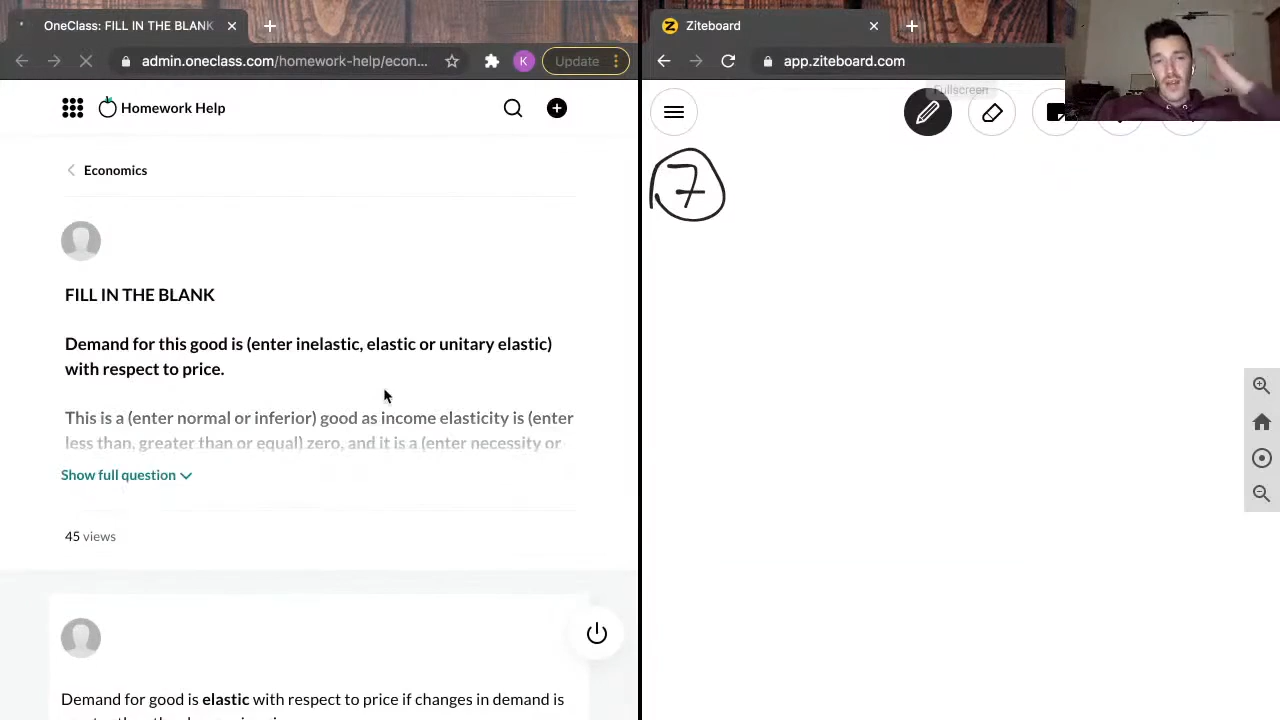 OneClass: FILL IN THE BLANK
Ziteboard
admin.oneclass.com/homework-help/econ...
K
Update
app.ziteboard.com
Fullscreen
Homework Help
Economics
7
FILL IN THE BLANK
Demand for this good is (enter inelastic, elastic or unitary elastic)
with respect to price.
This is a (enter normal or inferior) good as income elasticity is (enter
less than, greater than or equal) zero, and it is a (enter necessity or
Show full question
45 views
Demand for good is elastic with respect to price if changes in demand is